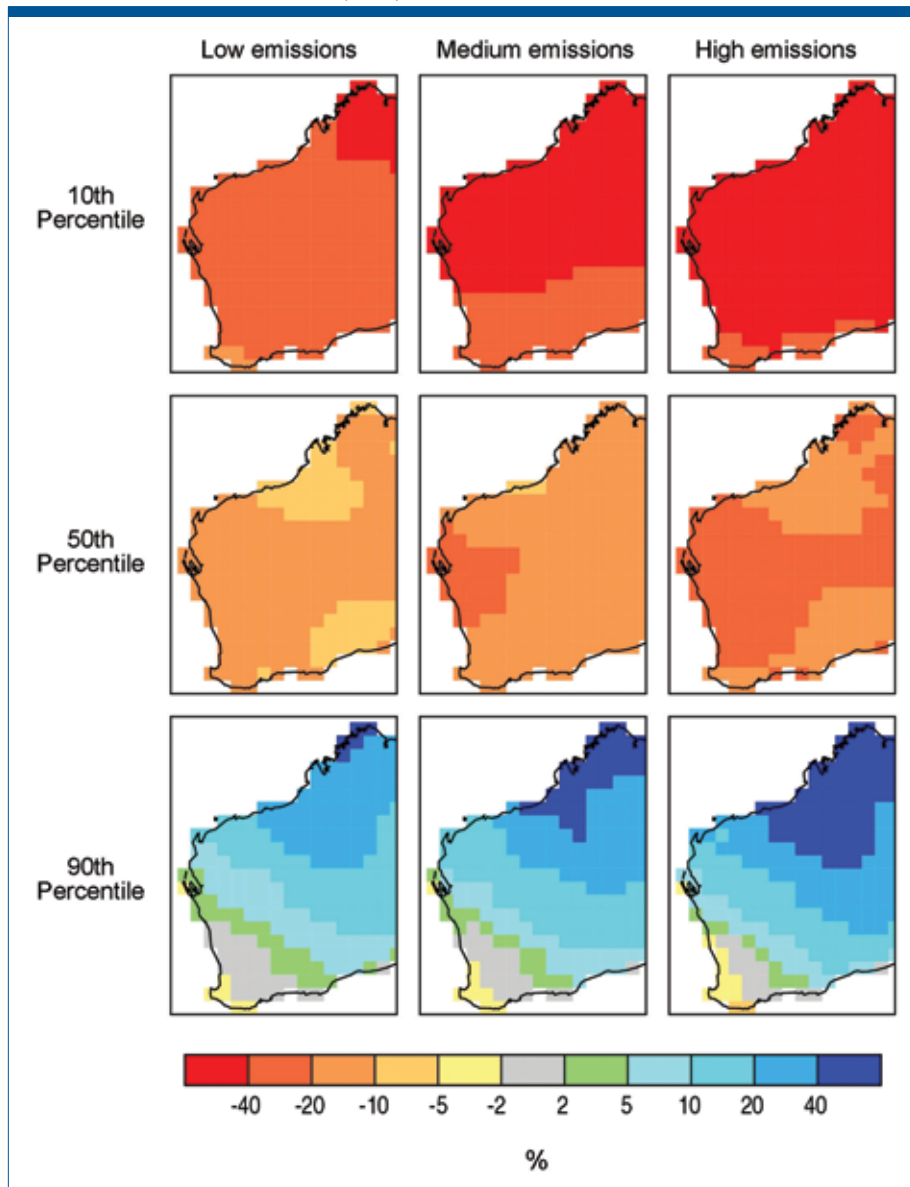 Low emissions Medium emissions High emissions
10th
Percentile
50th
Percentile
90th
Percentile
-40 -20 -10 -5 -2 2 5 10 20 40
%